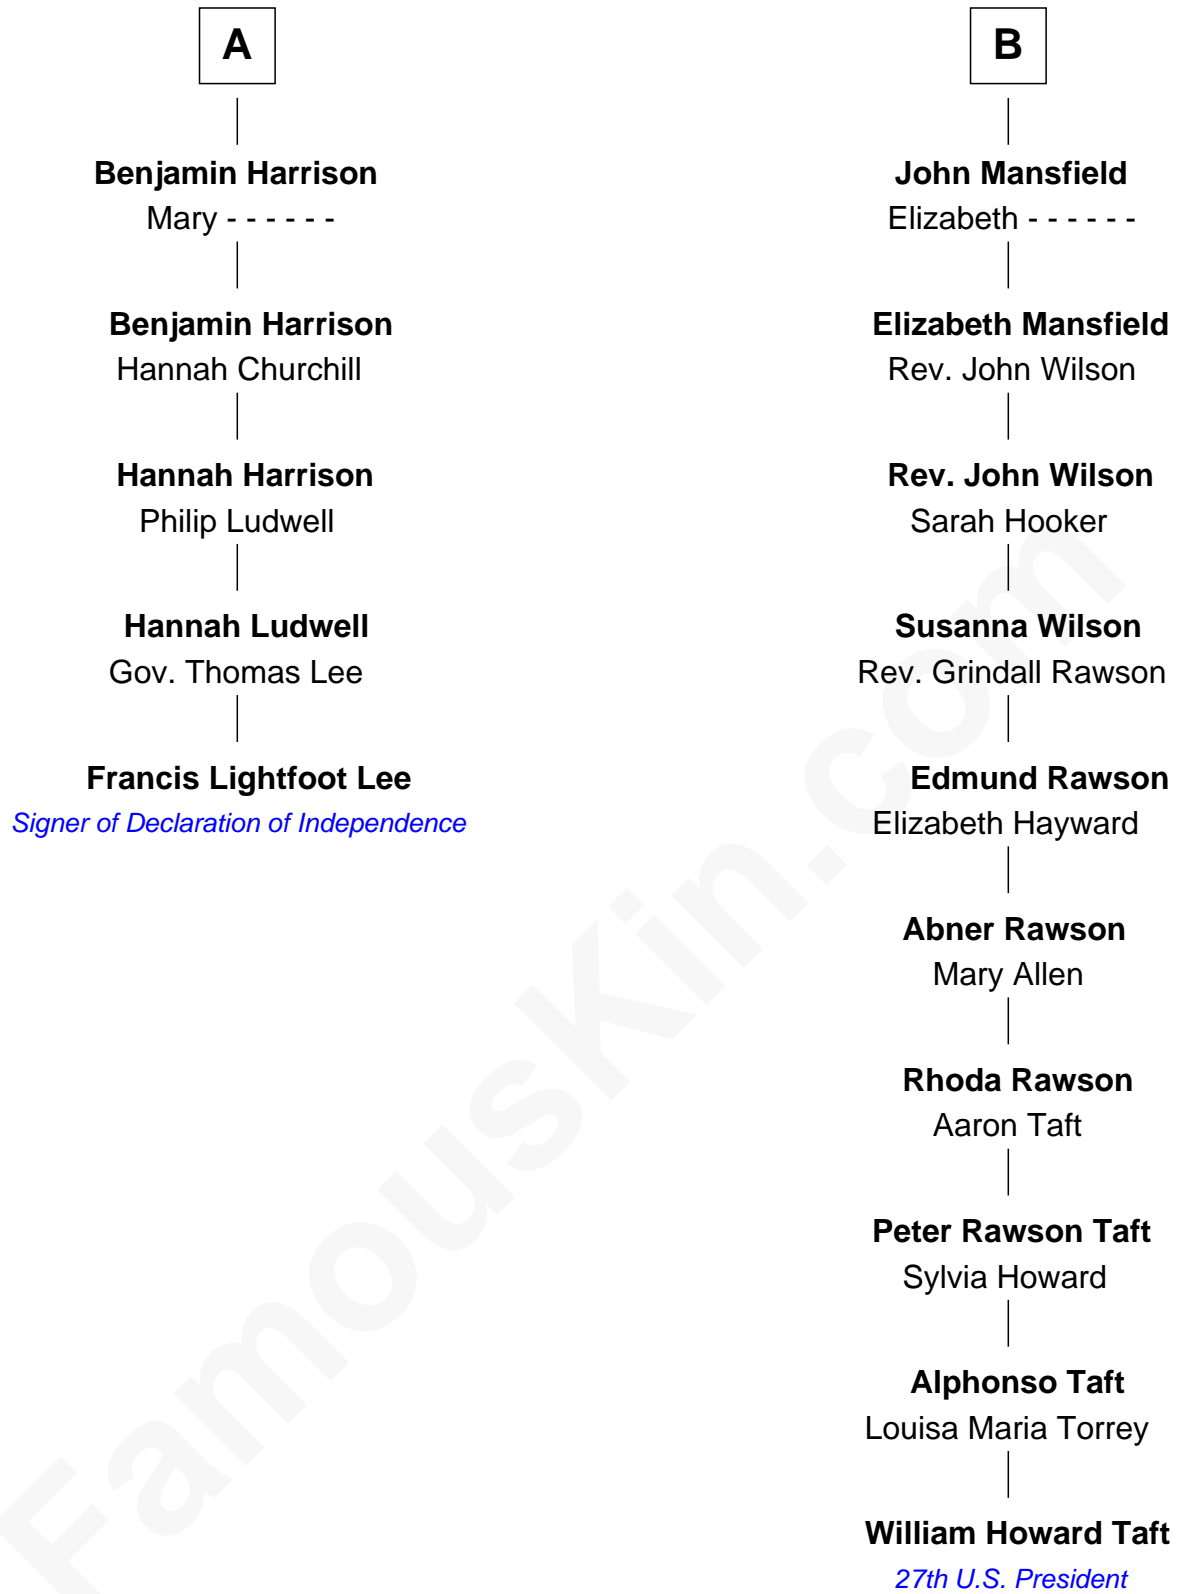 A
Benjamin Harrison
Mary - - - - - -
Benjamin Harrison
Hannah Churchill
Hannah Harrison
Philip Ludwell
Hannah Ludwell
Gov. Thomas Lee
Francis Lightfoot Lee
Signer of Declaration of Independence
B
John Mansfield
Elizabeth - - - - - -
Elizabeth Mansfield
Rev. John Wilson
Rev. John Wilson
Sarah Hooker
Susanna Wilson
Rev. Grindall Rawson
Edmund Rawson
Elizabeth Hayward
Abner Rawson
Mary Allen
Rhoda Rawson
Aaron Taft
Peter Rawson Taft
Sylvia Howard
Alphonso Taft
Louisa Maria Torrey
William Howard Taft
27th U.S. President
FamousKin.com